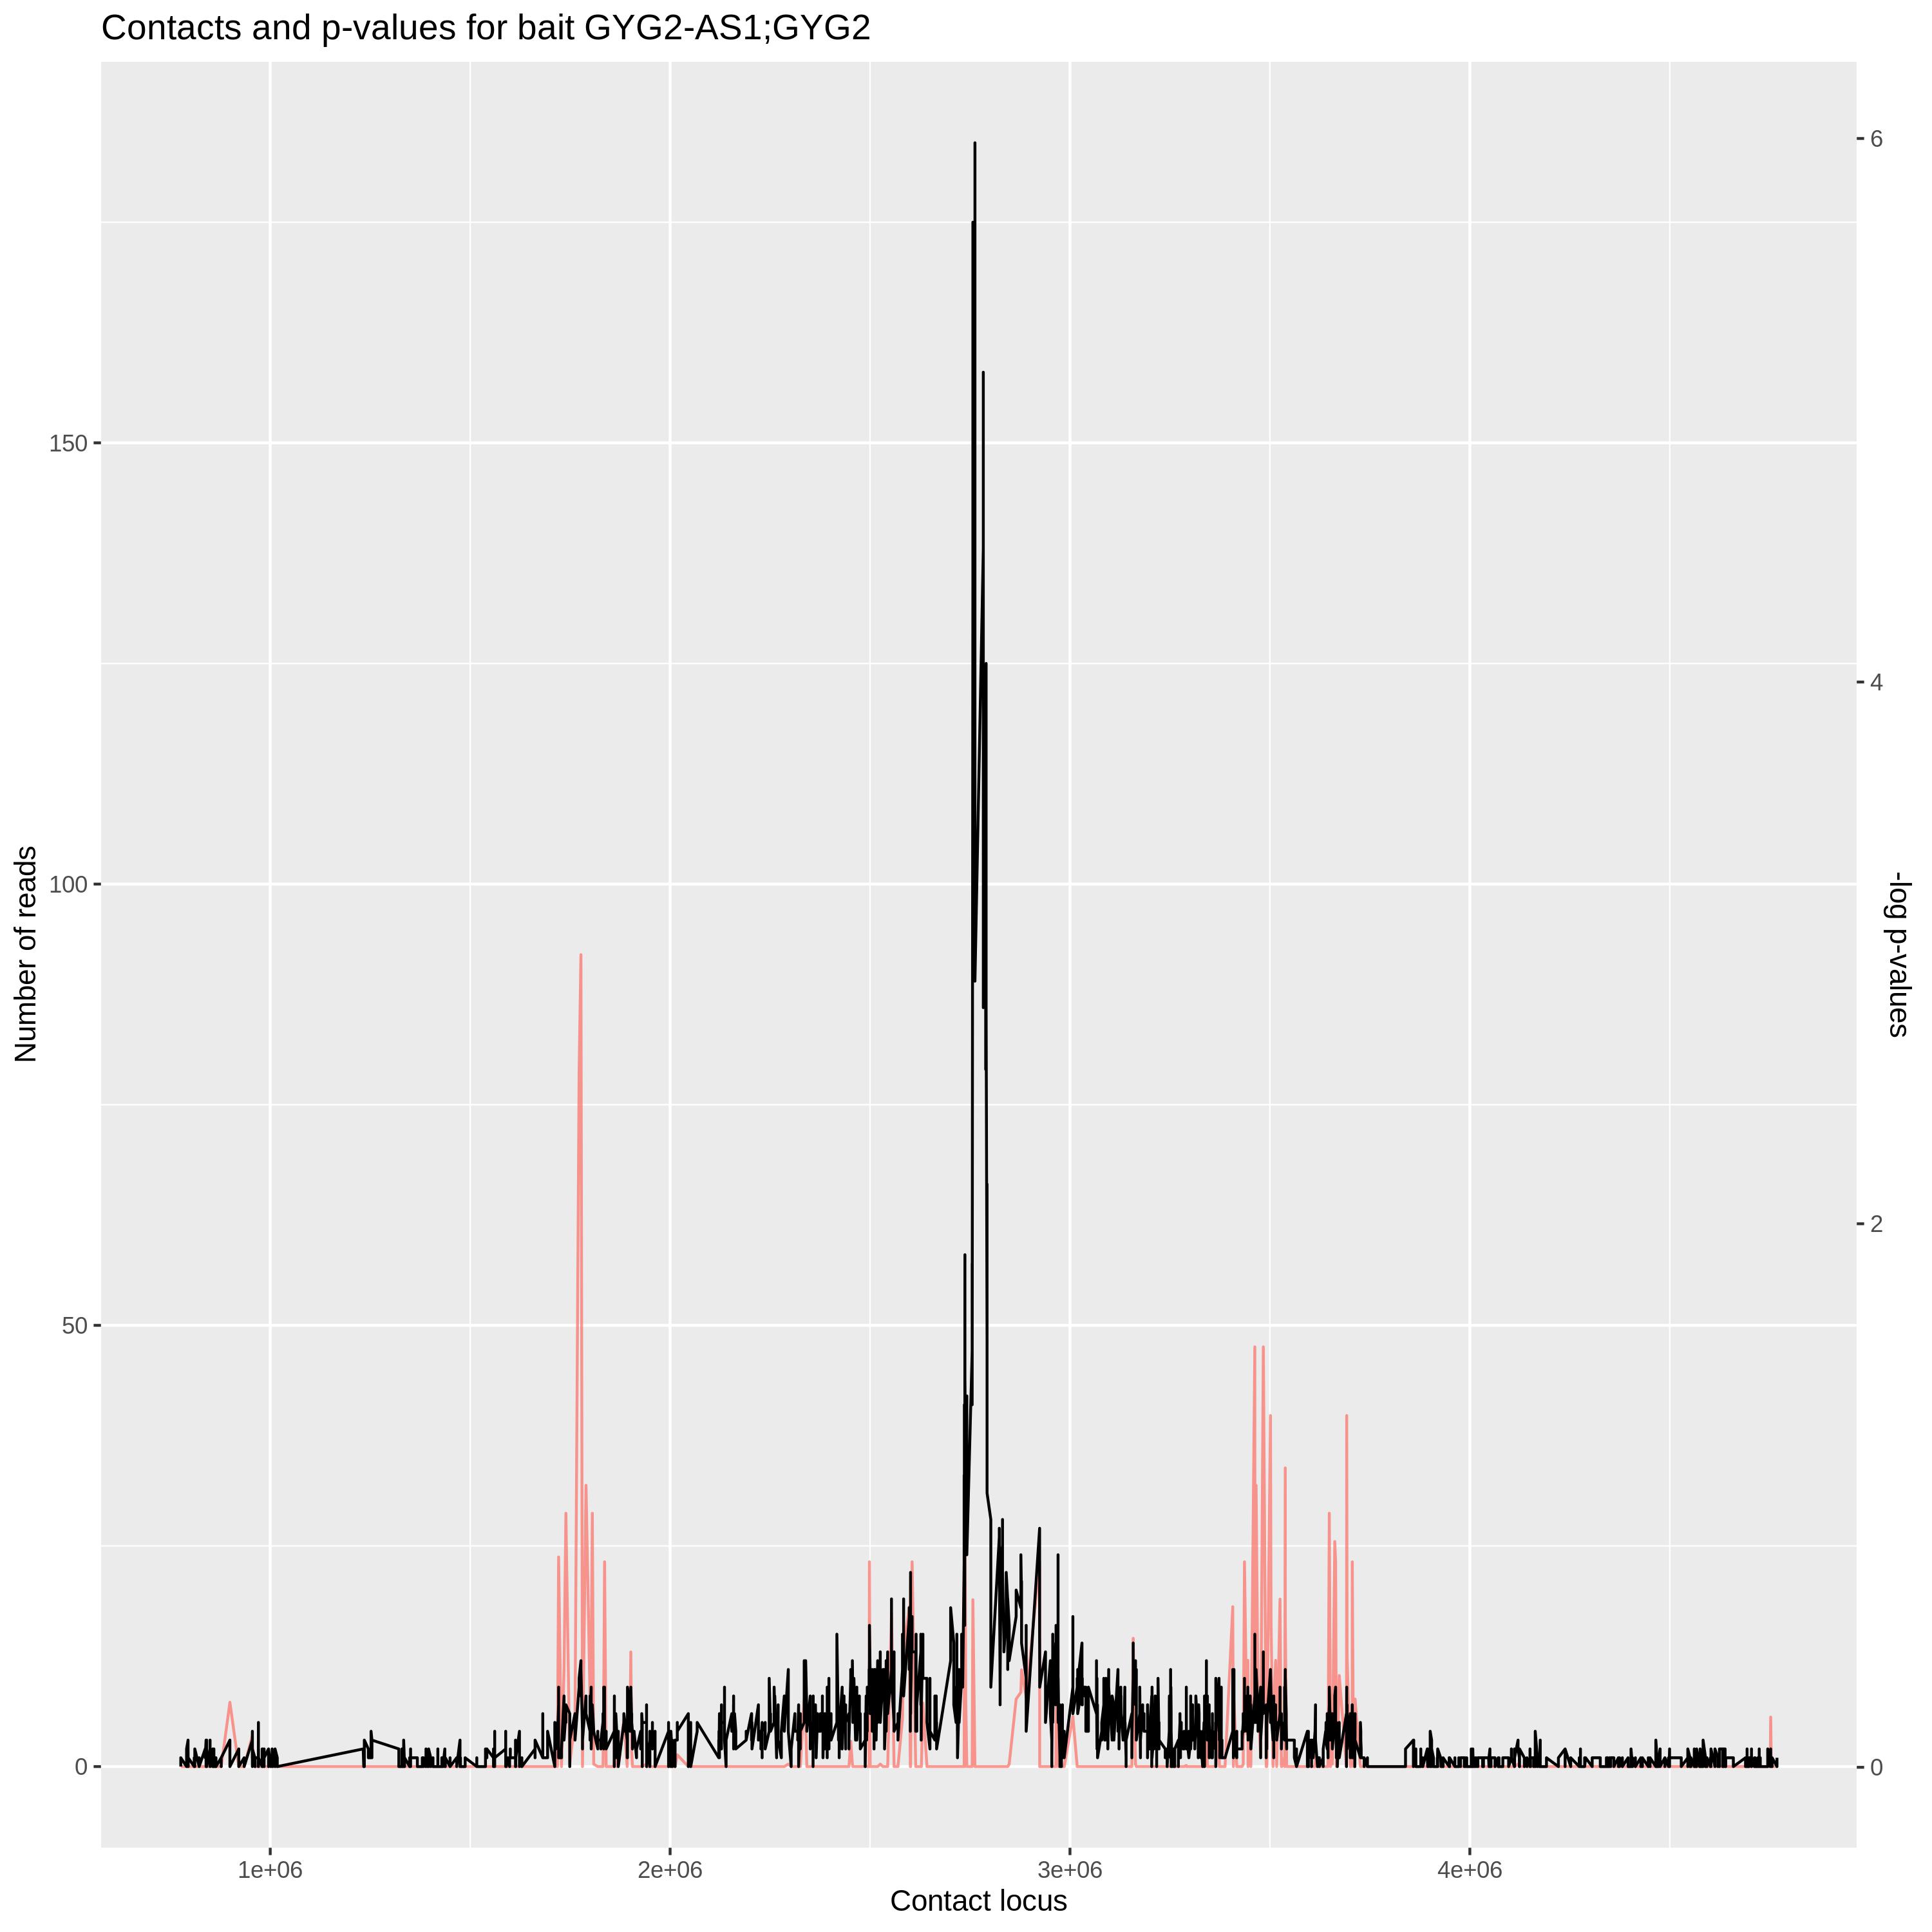 Contacts and p-values for bait GYG2-AS1;GYG2
6
150
4
100
Number of reads
-log p-values
2
50
0
0
1e+06
2e+06
3e+06
4e+06
Contact locus